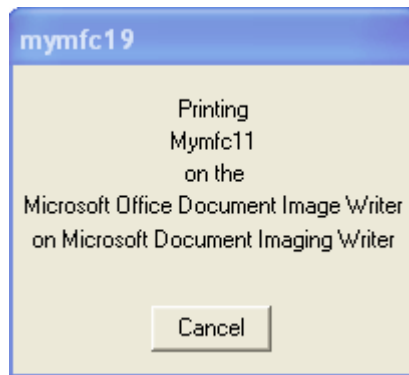 mymfc19
Printing
Mymfc11
on the
Microsoft Office Document Image Writer
on Microsoft Document Imaging Writer
Cancel